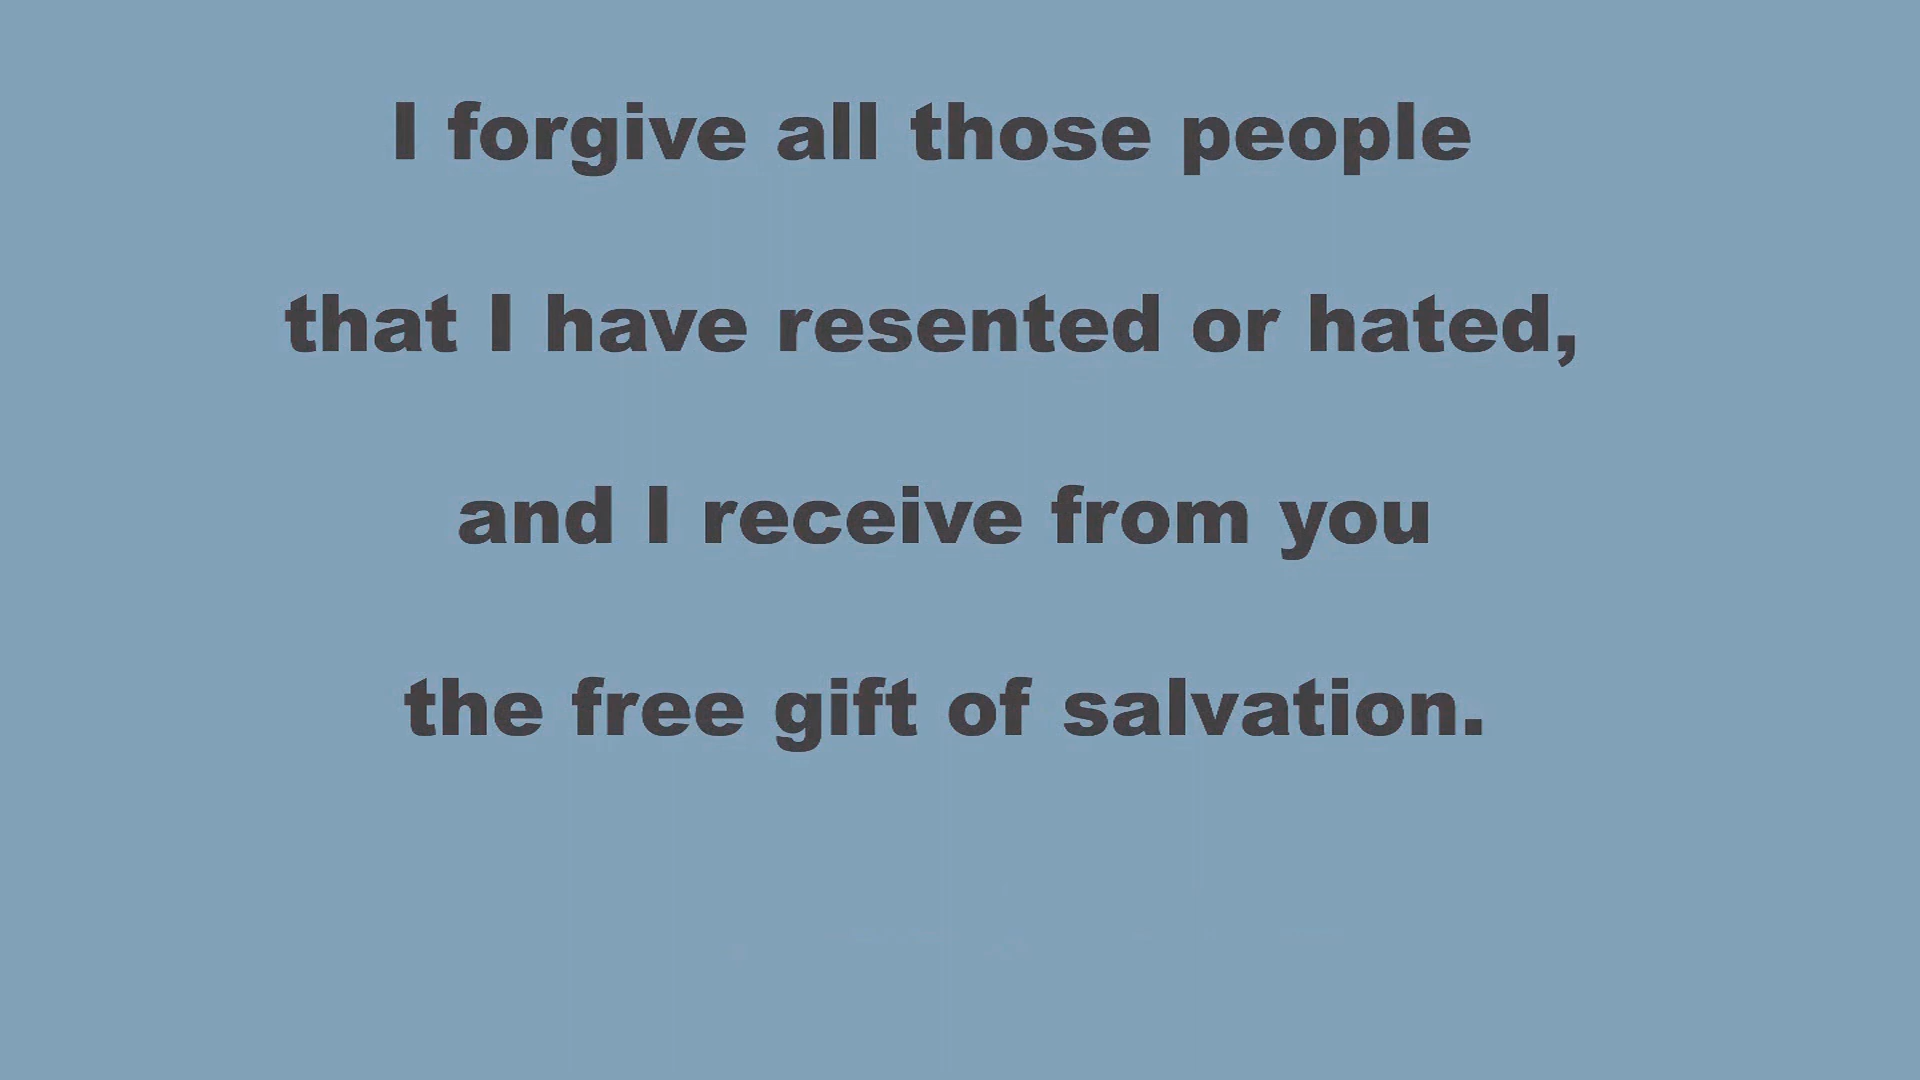 I forgive all those people
that I have resented or hated,
and I receive from you
the free gift of salvation.